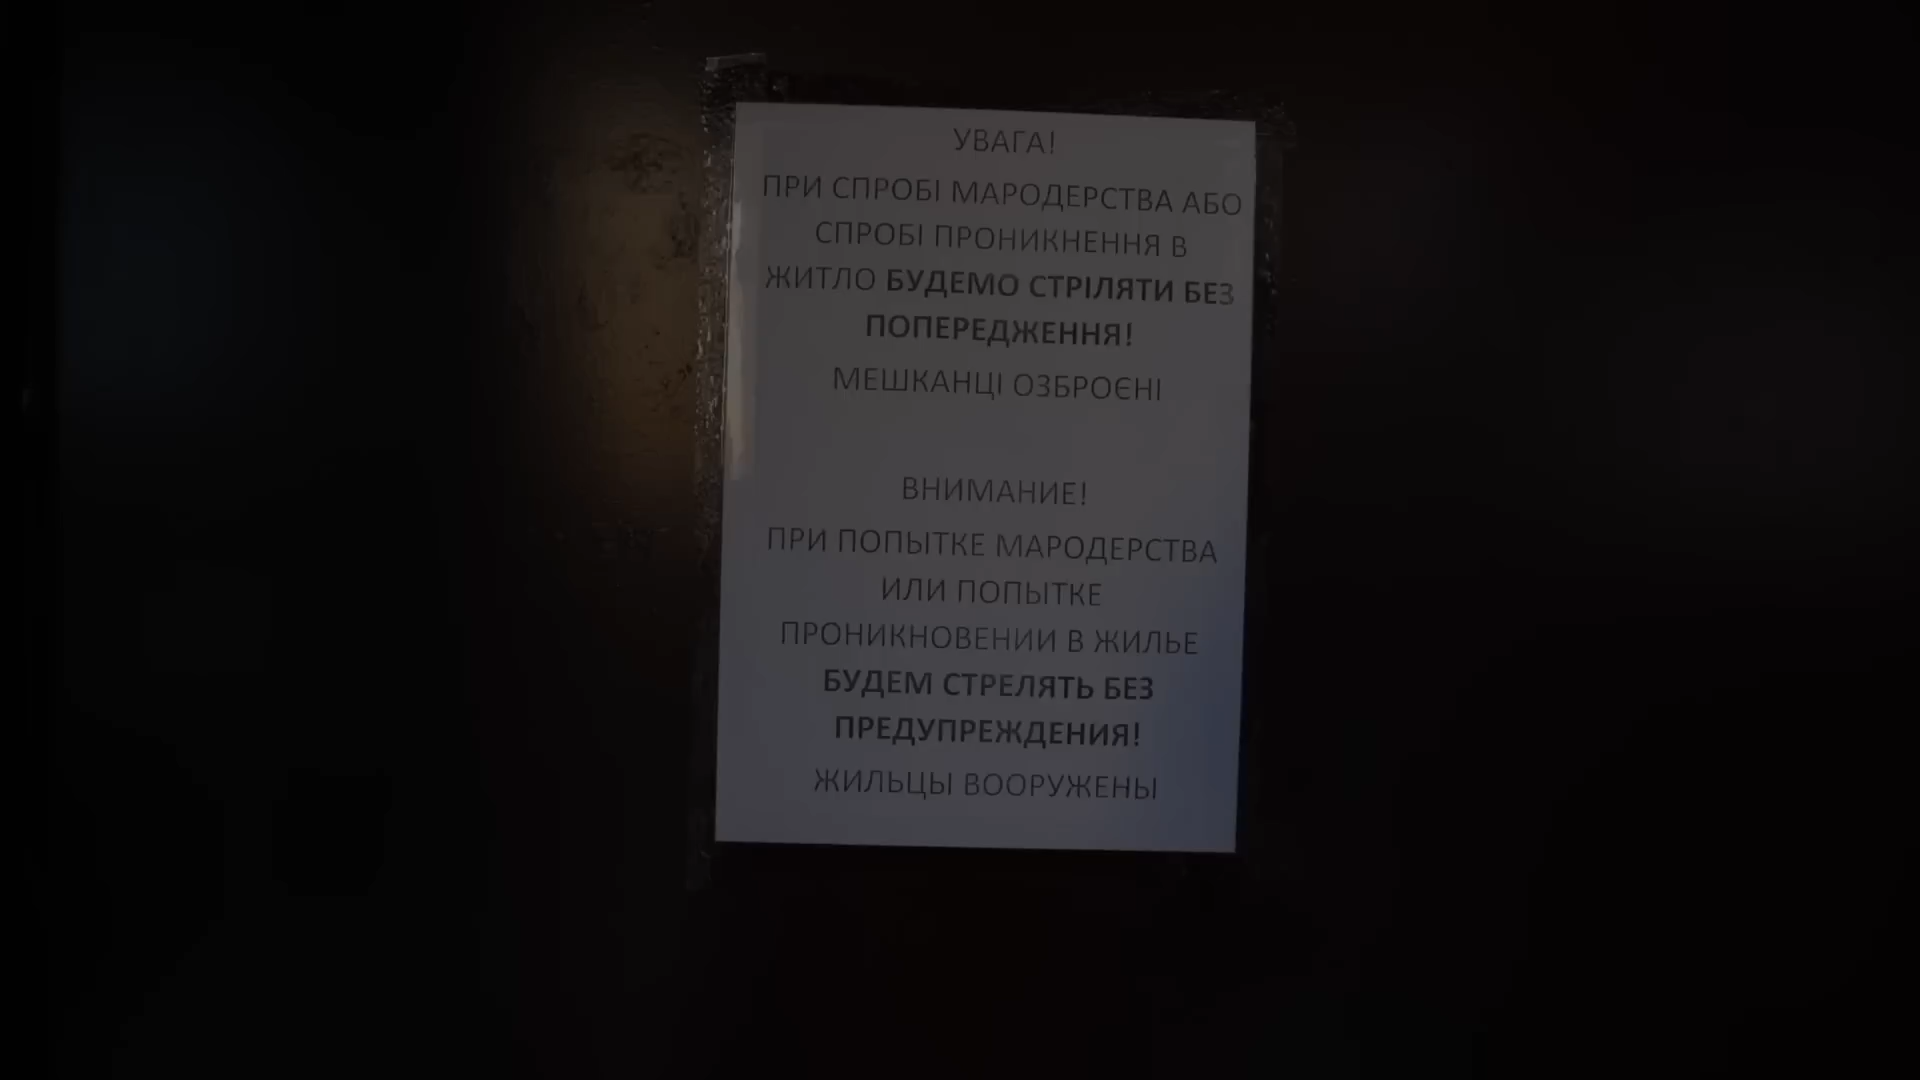 УВАГА!
ПРИ СПРОБІ МАРОДЕРСТВА АБО
СПРОБІ ПРОНИКНЕННЯ В
ЖИТЛО БУДЕМО СТРІЛЯТИ БЕЗ
ПОПЕРЕДЖЕННЯ!
МЕШКАНЦІ ОЗБРОЄНІ
ВНИМАНИЕ!
ПРИ ПОПЫТКЕ МАРОДЕРСТВА
ИЛИ ПОПЫТКЕ
ПРОНИКНОВЕНИИ В ЖИЛЬЕ
БУДЕМ СТРЕЛЯТЬ БЕЗ
ПРЕДУПРЕЖДЕНИЯ!
ЖИЛЬЦЫ ВООРУЖЕНЫ